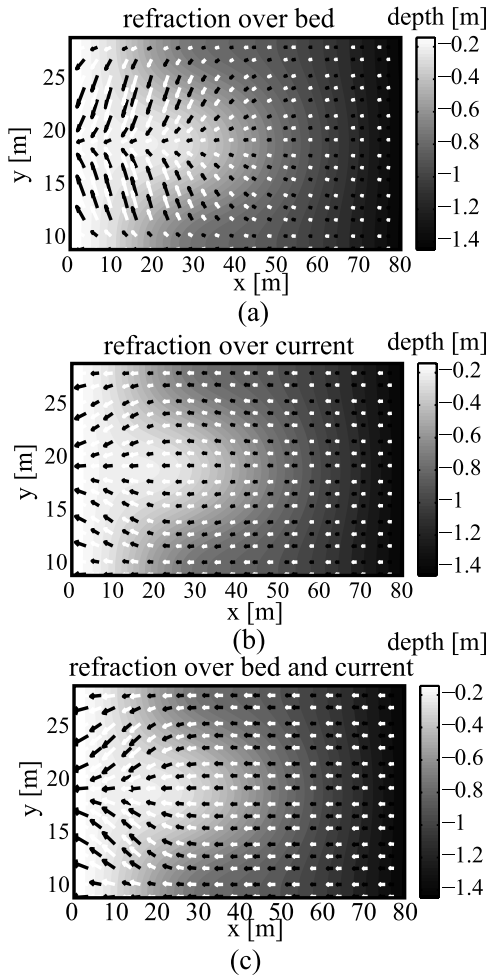 refraction over bed
depth [m]
25
20
15
10
y [m]
0 10 20 30 40 50 60 70 80
x [m]
−0.2
−0.4
−0.6
−0.8
−1
−1.2
−1.4
(a)
refraction over current
depth [m]
25
20
15
10
y [m]
0 10 20 30 40 50 60 70 80
x [m]
−0.2
−0.4
−0.6
−0.8
−1
−1.2
−1.4
(b)
refraction over bed and current
depth [m]
25
20
15
10
y [m]
0 10 20 30 40 50 60 70 80
x [m]
−0.2
−0.4
−0.6
−0.8
−1
−1.2
−1.4
(c)